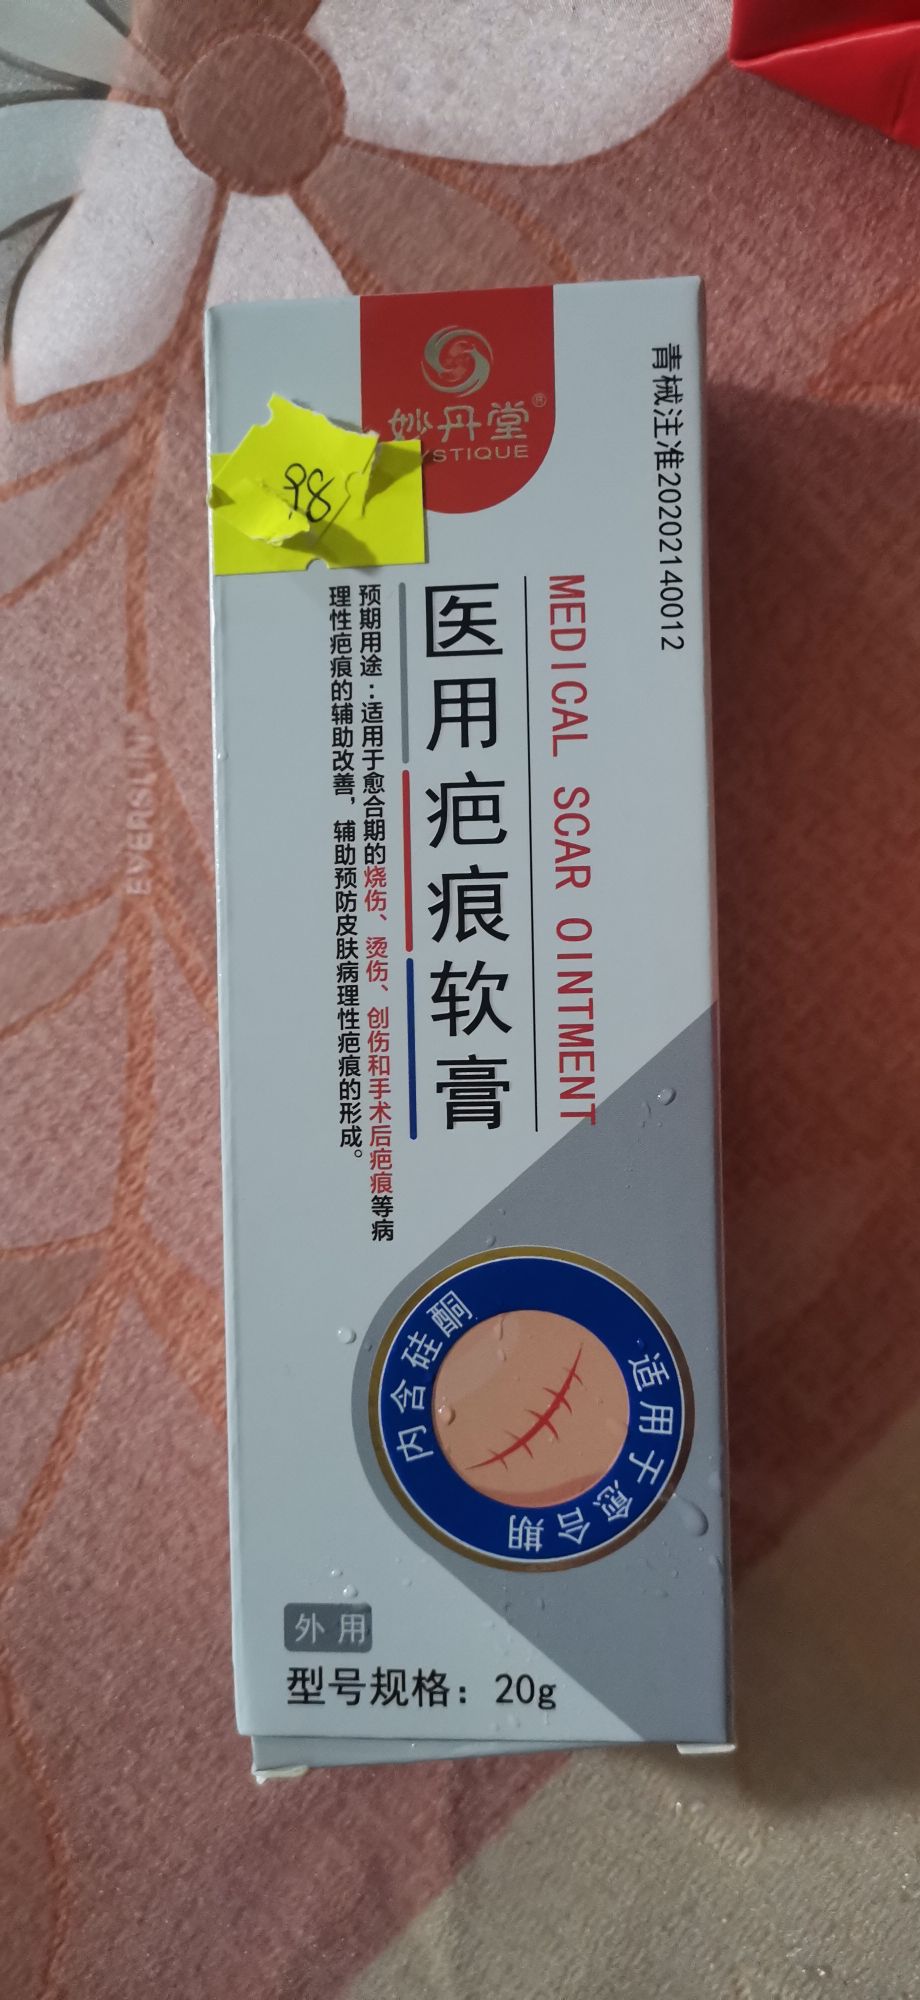 妙丹堂®
YSTIQUE
98
青械注准20202140012
MEDICAL SCAR OINTMENT
医用疤痕软膏
预期用途：适用于愈合期的烧伤、烫伤、创伤和手术后疤痕等病
理性疤痕的辅助改善，辅助预防皮肤病理性疤痕的形成。
内含硅酮
适用于愈合期
外用
型号规格：20g